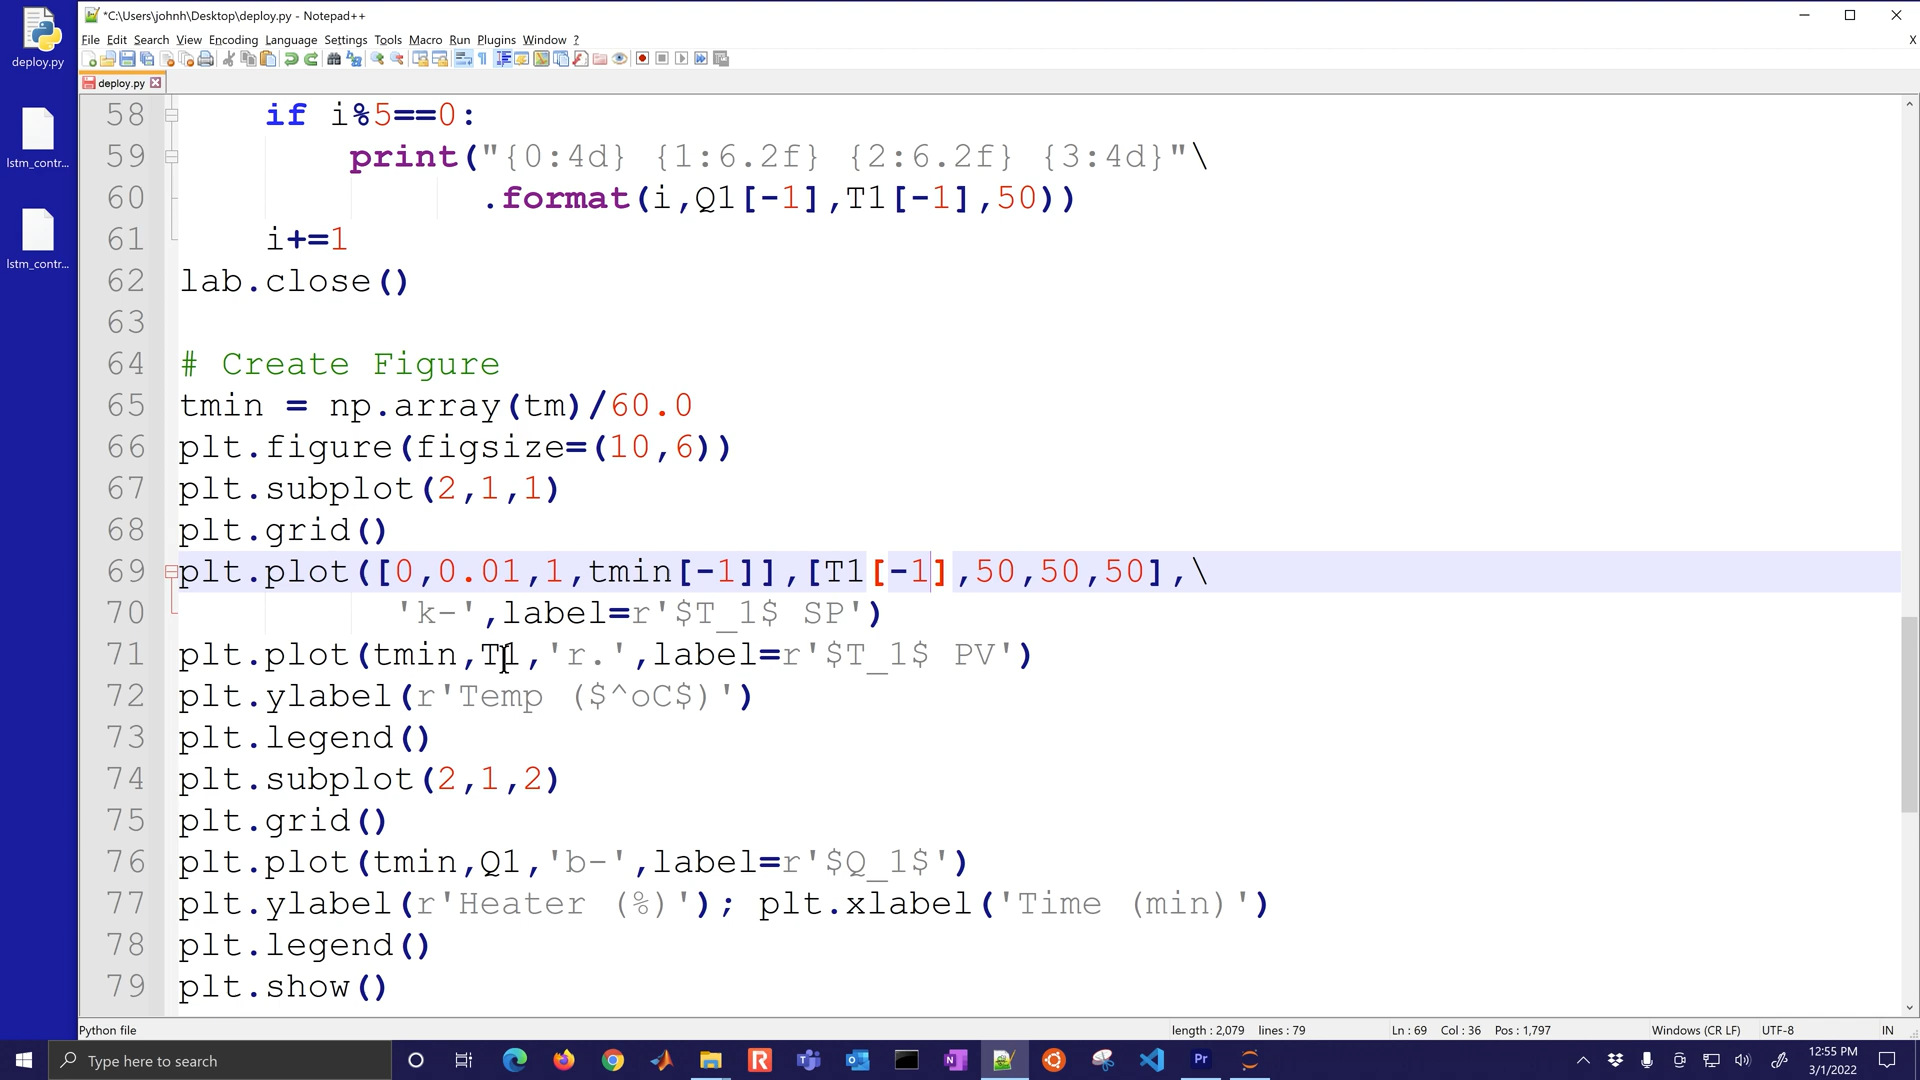 *C:\Users\johnh\Desktop\deploy.py - Notepad++
File Edit Search View Encoding Language Settings Tools Macro Run Plugins Window ?
X
deploy.py
deploy.py
lstm_contr...
lstm_contr...
58 if i%5==0:
59 print("{0:4d} {1:6.2f} {2:6.2f} {3:4d}"\
60 .format(i,Q1[-1],T1[-1],50))
61 i+=1
62 lab.close()
63
64 # Create Figure
65 tmin = np.array(tm)/60.0
66 plt.figure(figsize=(10,6))
67 plt.subplot(2,1,1)
68 plt.grid()
69 plt.plot([0,0.01,1,tmin[-1]],[T1[-1],50,50,50],\
70 'k-',label=r'$T_1$ SP')
71 plt.plot(tmin,T1,'r.',label=r'$T_1$ PV')
72 plt.ylabel(r'Temp ($^oC$)')
73 plt.legend()
74 plt.subplot(2,1,2)
75 plt.grid()
76 plt.plot(tmin,Q1,'b-',label=r'$Q_1$')
77 plt.ylabel(r'Heater (%)'); plt.xlabel('Time (min)')
78 plt.legend()
79 plt.show()
Python file length : 2,079 lines : 79 Ln : 69 Col : 36 Pos : 1,797 Windows (CR LF) UTF-8 IN
Type here to search
12:55 PM
3/1/2022